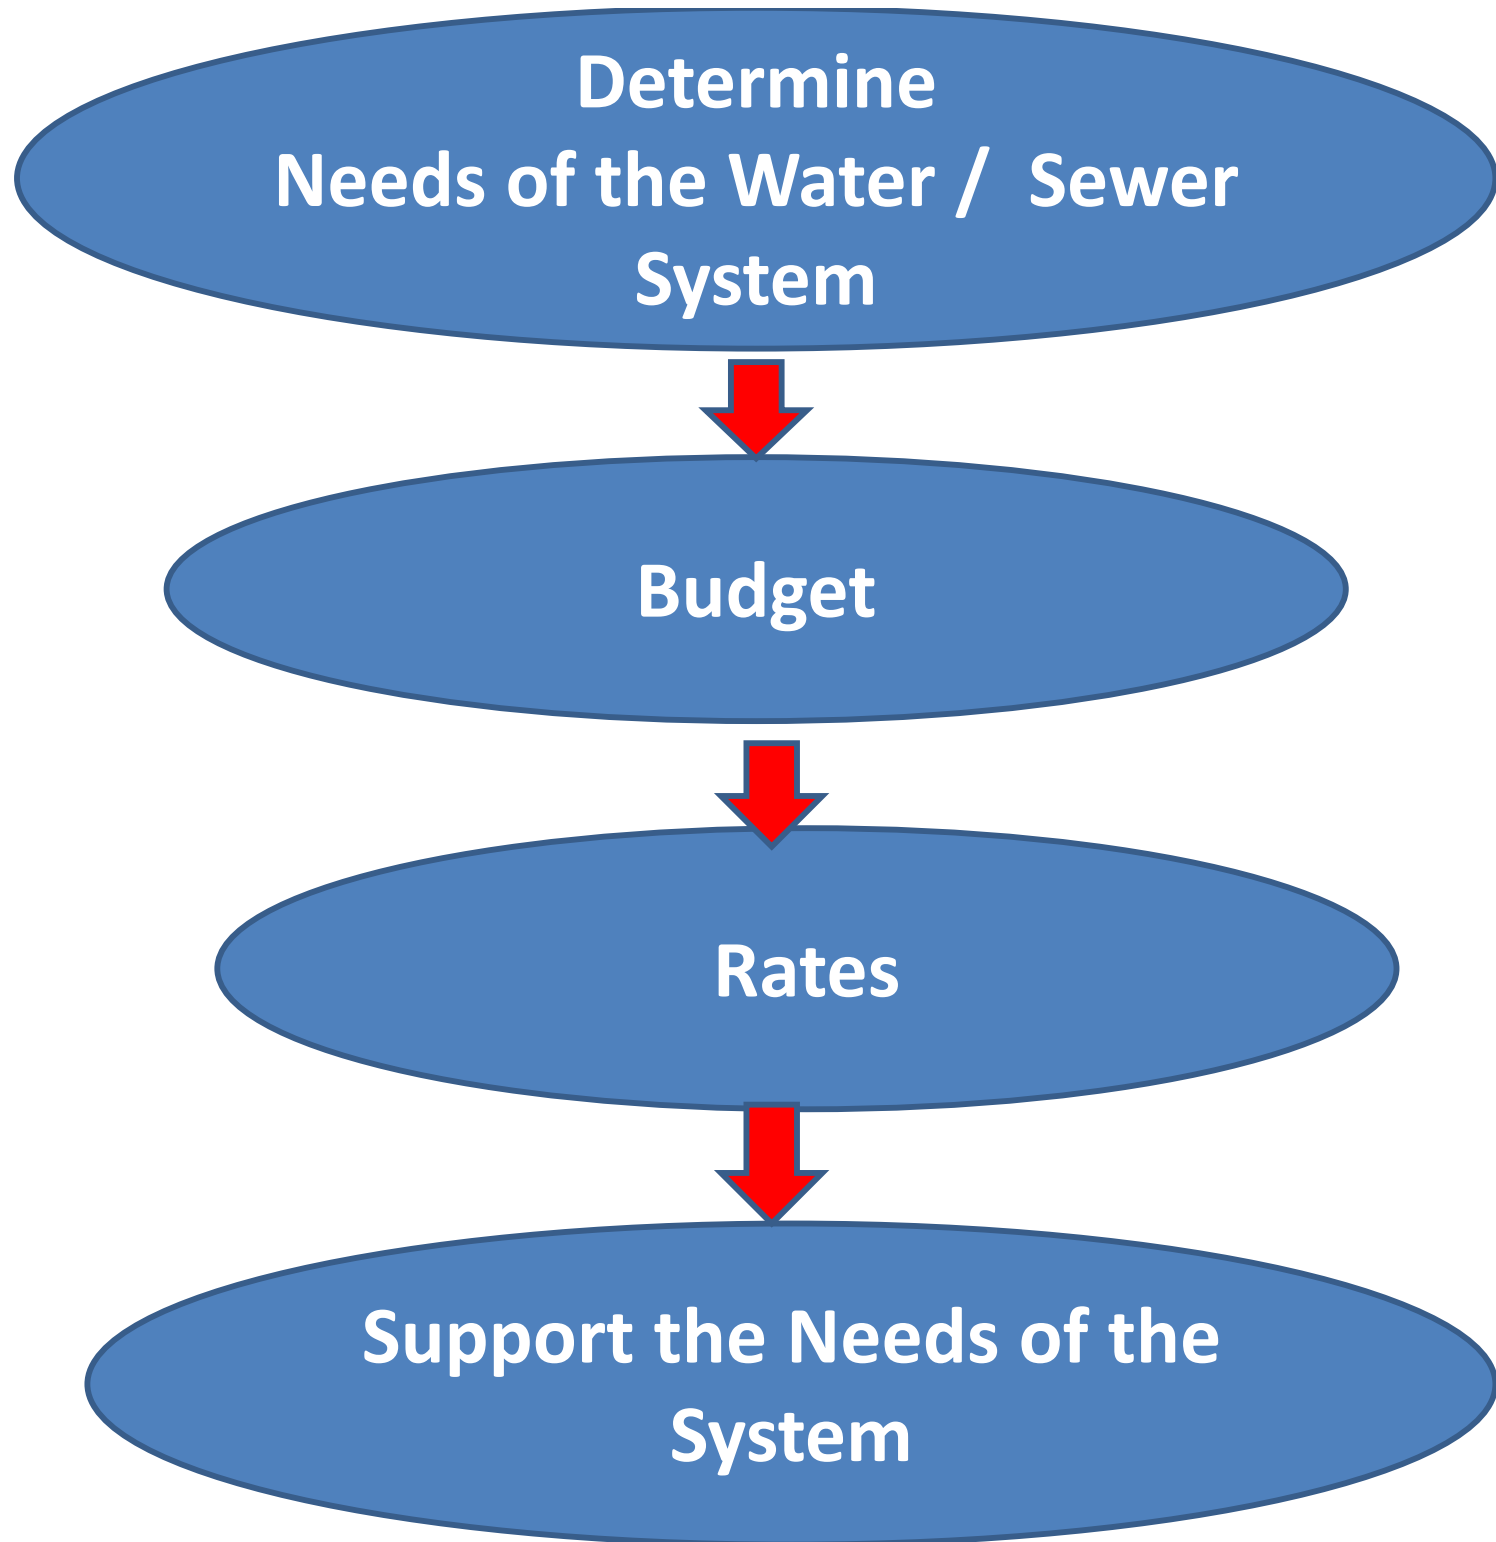 Determine
Needs of the Water /  Sewer
System
Budget
Rates
Support the Needs of the
System